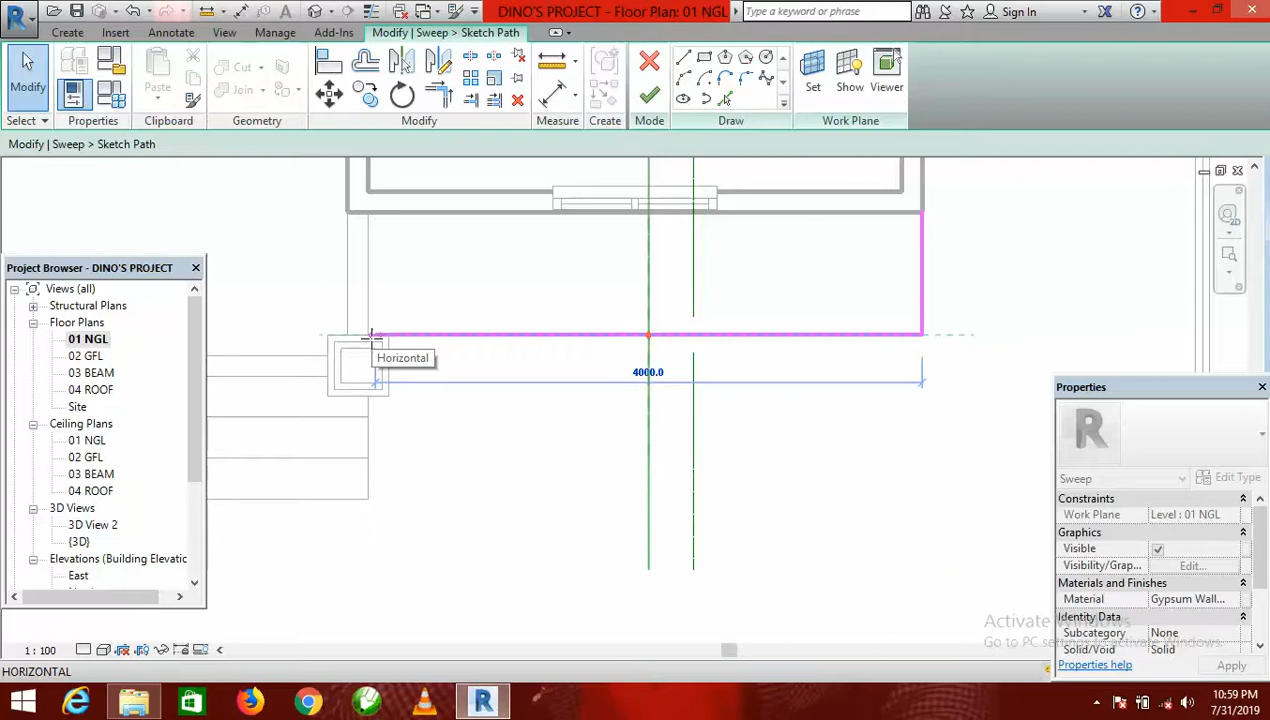 DINO'S PROJECT - Floor Plan: 01 NGL
Type a keyword or phrase
Sign In
Create Insert Annotate View Manage Add-Ins Modify | Sweep > Sketch Path
Modify
Paste
Cut
Join
Set Show Viewer
Select Properties Clipboard Geometry Modify Measure Create Mode Draw Work Plane
Modify | Sweep > Sketch Path
Project Browser - DINO'S PROJECT
Views (all)
Structural Plans
Floor Plans
01 NGL
02 GFL
03 BEAM
04 ROOF
Site
Ceiling Plans
01 NGL
02 GFL
03 BEAM
04 ROOF
3D Views
3D View 2
{3D}
Elevations (Building Elevatic
East
Horizontal
4000.0
2D
Properties
R
Sweep
Edit Type
Constraints
Work Plane Level : 01 NGL
Graphics
Visible
Visibility/Grap... Edit...
Materials and Finishes
Material Gypsum Wall...
Identity Data
Subcategory None
Solid/Void Solid
Properties help
Apply
Activate Windows
Go to PC settings to activate Windows.
1 : 100
HORIZONTAL
10:59 PM
7/31/2019